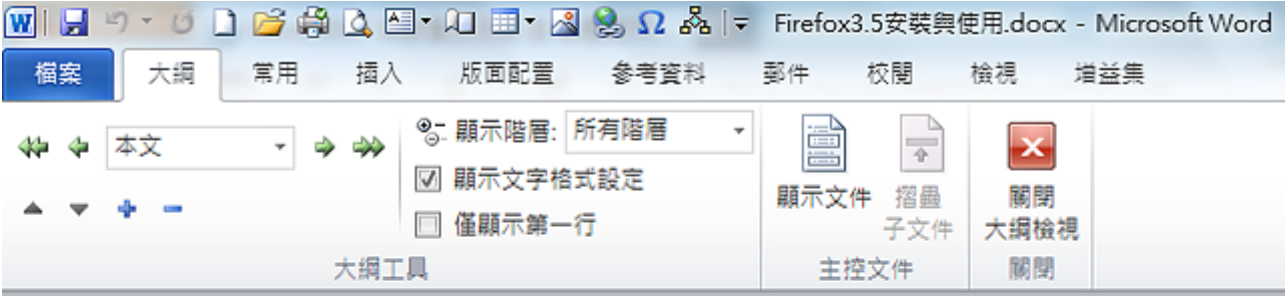 Firefox3.5安裝與使用.docx - Microsoft Word
檔案 大綱 常用 插入 版面配置 參考資料 郵件 校閱 檢視 增益集
本文
顯示階層: 所有階層
顯示文字格式設定
僅顯示第一行
大綱工具
顯示文件
摺疊
子文件
主控文件
關閉
大綱檢視
關閉